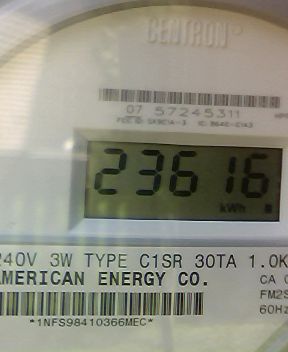 CENTRON®
07 57245311
23616
kWh
240V 3W TYPE C1SR 30TA 1.0K
AMERICAN ENERGY CO. CA
FM2S
60Hz
*1NFS98410366MEC*